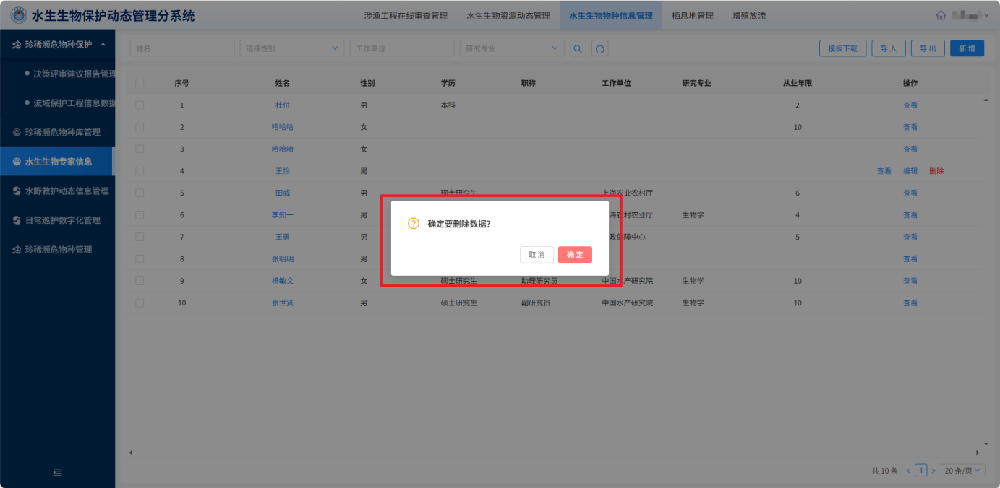 水生生物保护动态管理分系统
涉渔工程在线审查管理 水生生物资源动态管理 水生生物物种信息管理 栖息地管理 增殖放流
珍稀濒危物种保护
决策评审建议报告管理
流域保护工程信息数据
珍稀濒危物种库管理
水生生物专家信息
水野救护动态信息管理
日常巡护数字化管理
珍稀濒危物种管理
姓名 选择性别 工作单位 研究专业 模板下载 导入 导出 新增
序号 姓名 性别 学历 职称 工作单位 研究专业 从业年限 操作
1 杜付 男 本科 2 查看
2 哈哈哈 女 10 查看
3 哈哈哈 女 查看
4 王怡 男 查看 编辑 删除
5 田威 男 硕士研究生 上海农业农村厅 6 查看
6 李知一 男 海农村农业厅 生物学 4 查看
7 王勇 男 政保障中心 5 查看
8 张明明 男 查看
9 杨敏文 女 硕士研究生 助理研究员 中国水产研究院 生物学 10 查看
10 张世贤 男 硕士研究生 副研究员 中国水产研究院 生物学 10 查看
确定要删除数据?
取消 确定
共 10 条 < 1 > 20 条/页